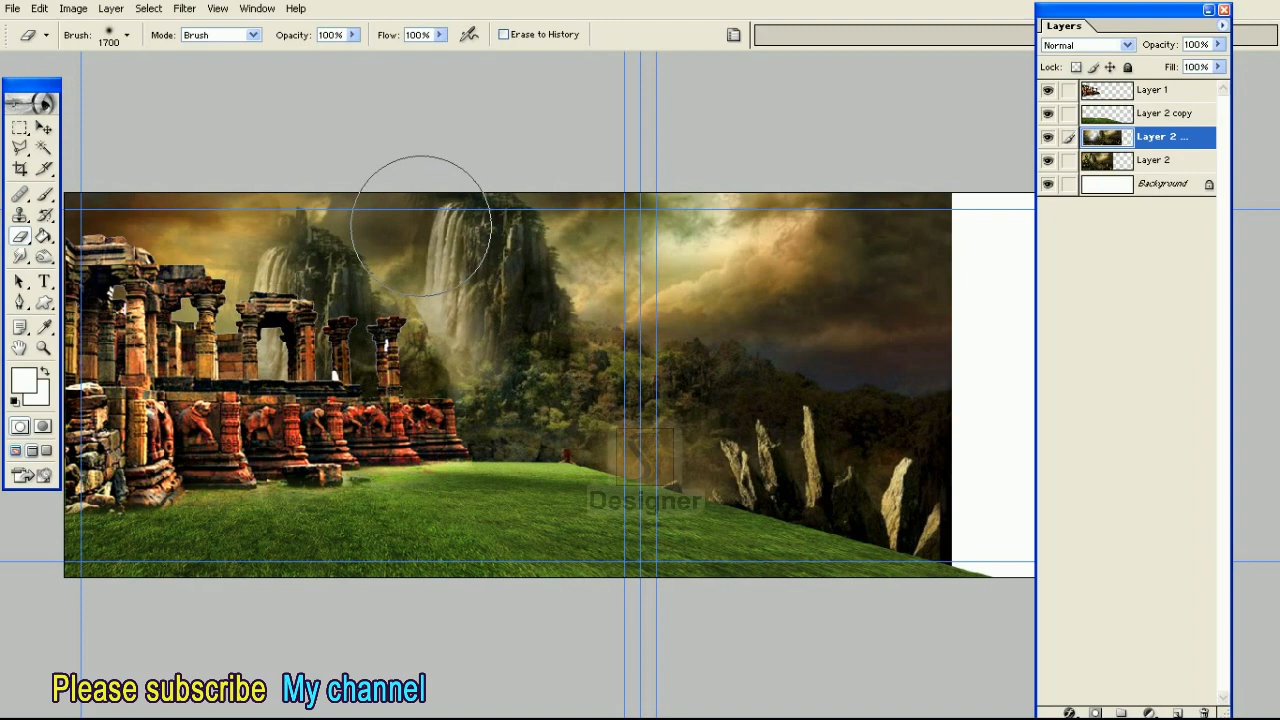 File Edit Image Layer Select Filter View Window Help
Brush: 1700 Mode: Brush Opacity: 100% Flow: 100% Erase to History
Layers
Normal Opacity: 100%
Lock: Fill: 100%
Layer 1
Layer 2 copy
Layer 2 ...
Layer 2
Background
T
Designer
Please subscribe My channel